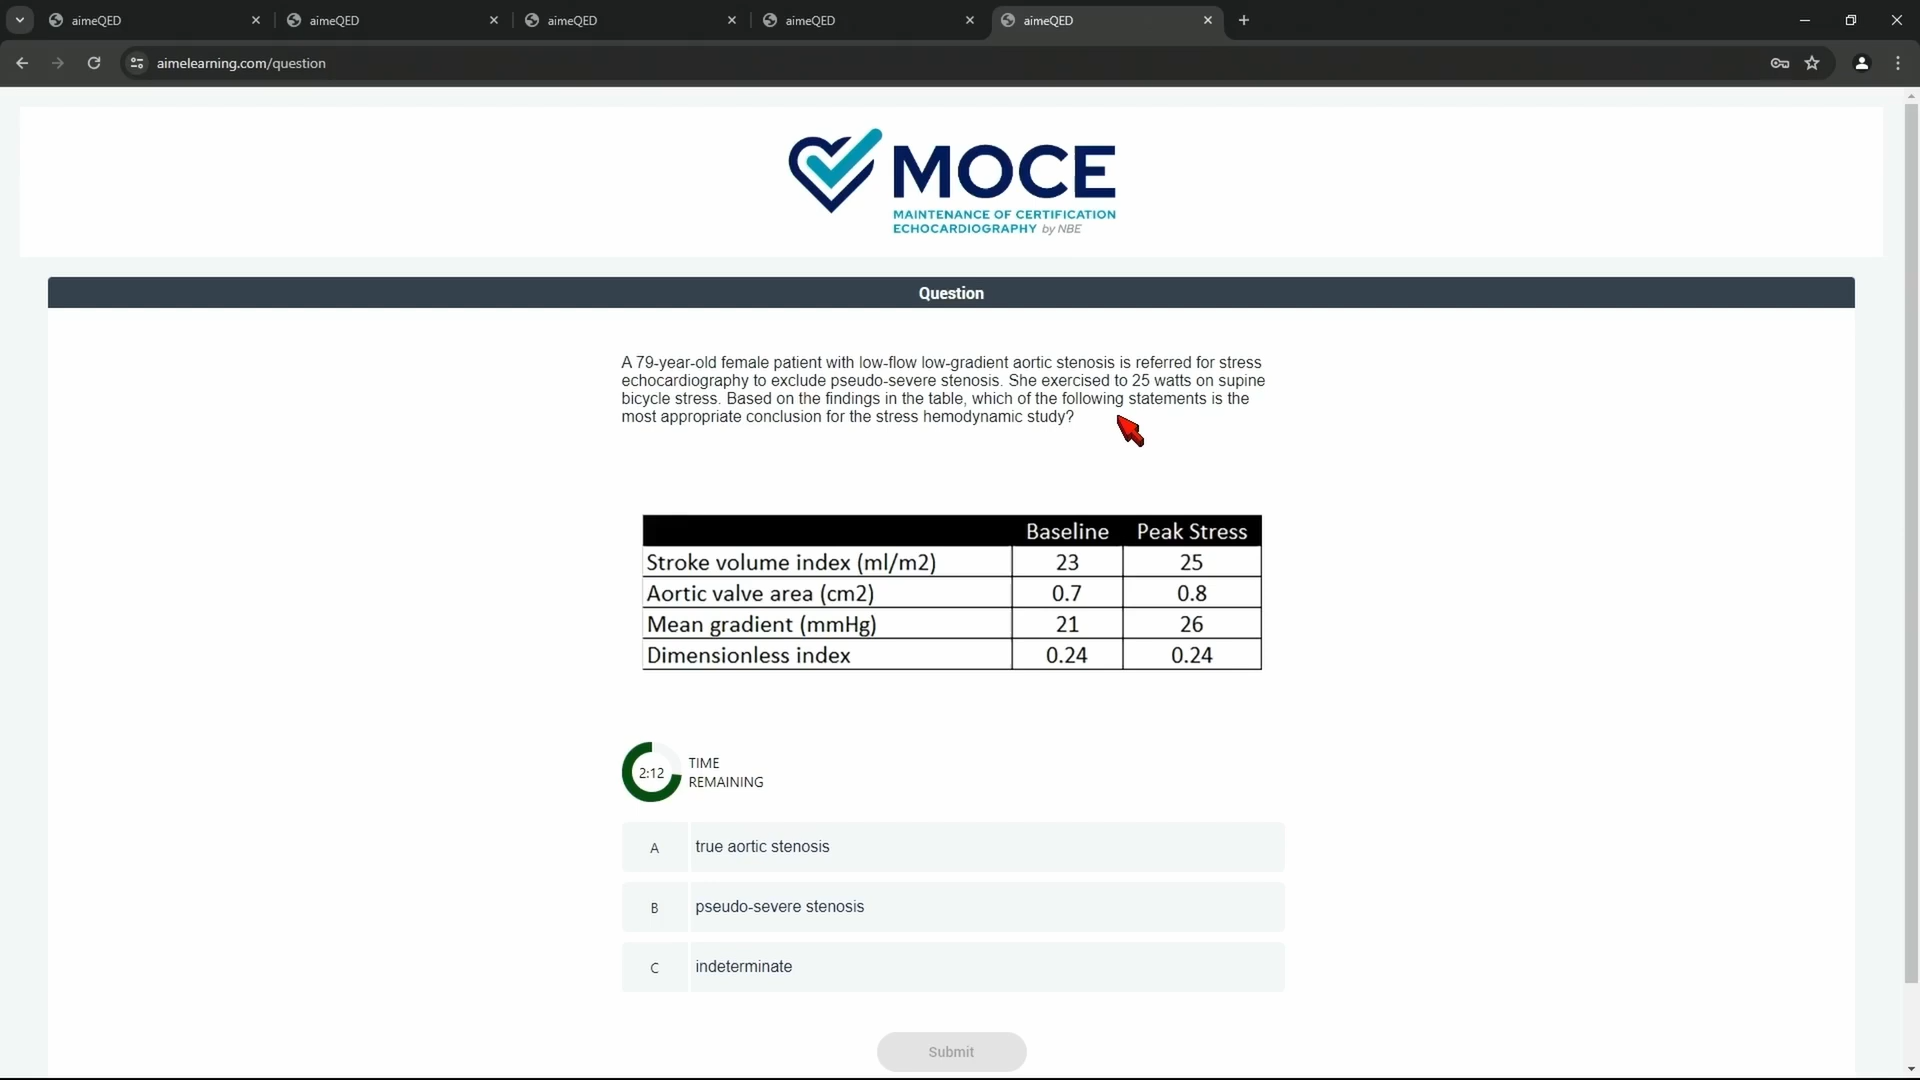 aimeQED
aimeQED
aimeQED
aimeQED
aimeQED
aimelearning.com/question
MOCE
MAINTENANCE OF CERTIFICATION
ECHOCARDIOGRAPHY by NBE
Question
A 79-year-old female patient with low-flow low-gradient aortic stenosis is referred for stress
echocardiography to exclude pseudo-severe stenosis. She exercised to 25 watts on supine
bicycle stress. Based on the findings in the table, which of the following statements is the
most appropriate conclusion for the stress hemodynamic study?
Baseline Peak Stress
Stroke volume index (ml/m2) 23 25
Aortic valve area (cm2) 0.7 0.8
Mean gradient (mmHg) 21 26
Dimensionless index 0.24 0.24
2:12
TIME
REMAINING
A true aortic stenosis
B pseudo-severe stenosis
C indeterminate
Submit